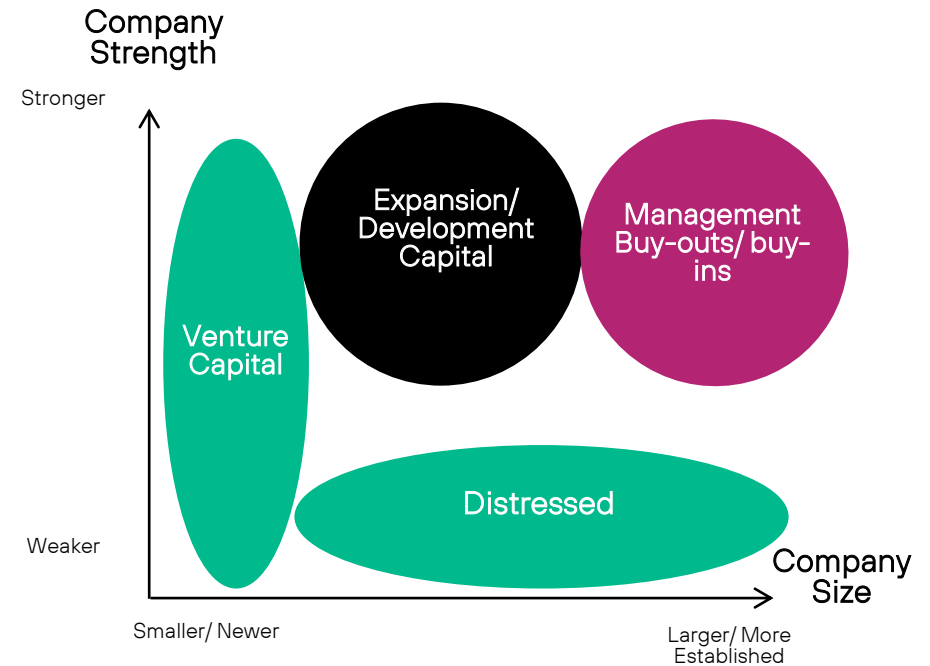 Company
Strength
Stronger
Expansion/
Development
Capital
Management
Buy-outs/ buy-
ins
Venture
Capital
Distressed
Weaker
Company
Size
Smaller/ Newer
Larger/ More
Established